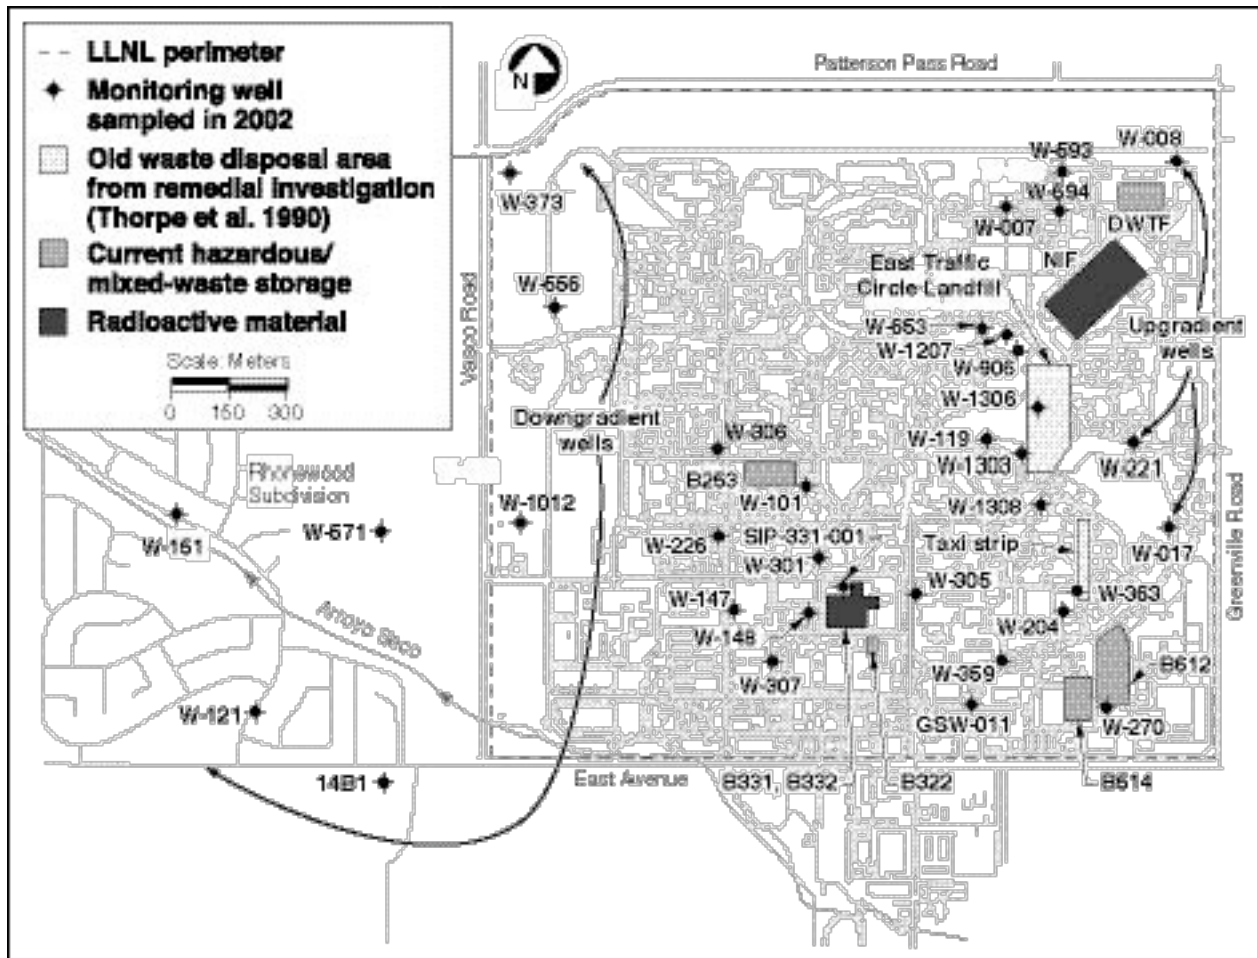 LLNL perimeter
Monitoring well
sampled in 2002
Old waste disposal area
from remedial investigation
(Thorpe et al. 1990)
Current hazardous/
mixed-waste storage
Radioactive material
Scale: Meters
0 150 300
N
Patterson Pass Road
W-008
W-593
W-373
W-594
W-007
DWTF
NIF
East Traffic
Circle Landfill
W-556
Vasco Road
W-653
W-1207
W-906
Upgradient
wells
W-1306
Downgradient
wells
W-306
W-119
W-1303
W-221
Rhonewood
Subdivision
B253
W-101
W-1012
W-1308
W-151
W-571
W-226
SIP-331-001
W-301
Taxi strip
W-017
Greenville Road
W-305
W-363
Arroyo Seco
W-147
W-148
W-204
W-307
W-359
B612
W-121
GSW-011
W-270
14B1
East Avenue
B331, B332
B322
B514